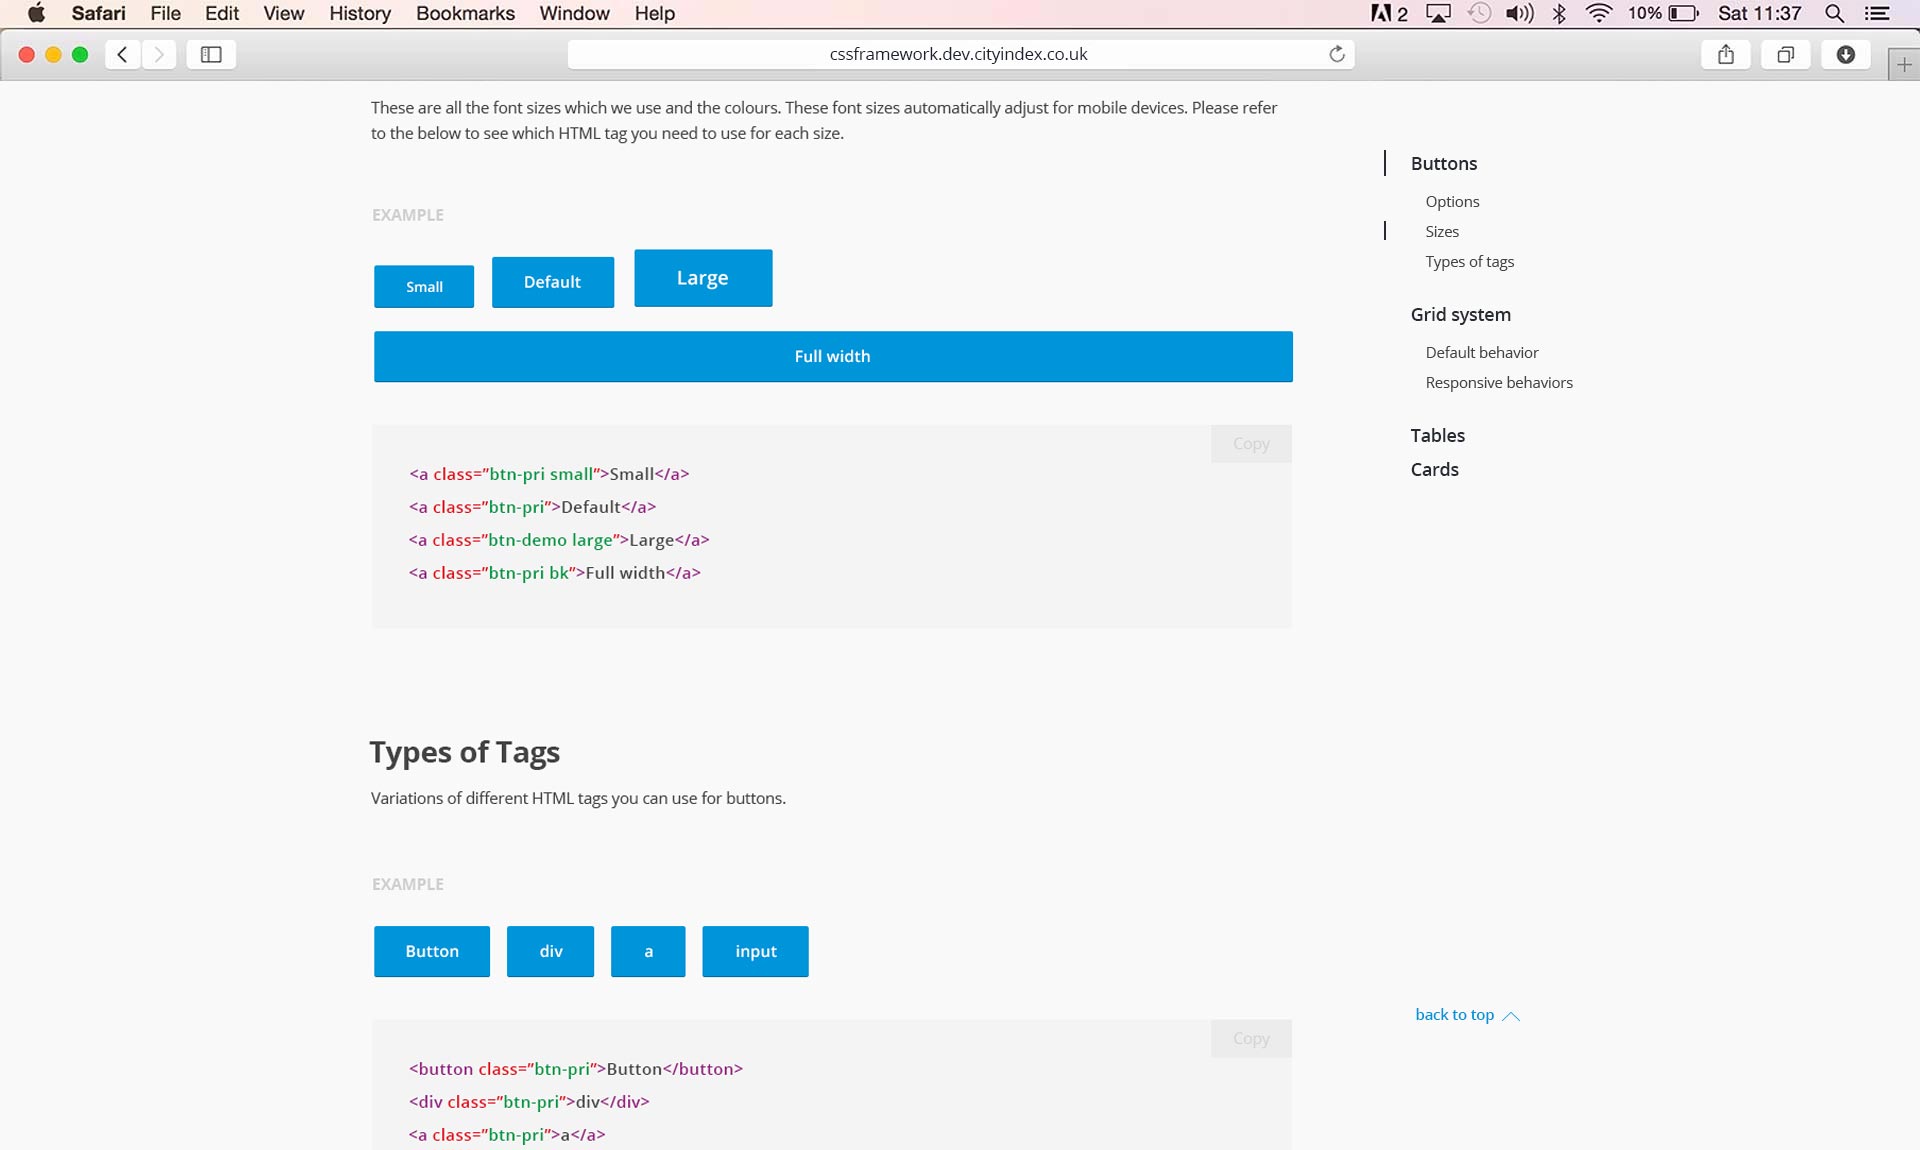 Safari File Edit View History Bookmarks Window Help 2 10% Sat 11:37
cssframework.dev.cityindex.co.uk
These are all the font sizes which we use and the colours. These font sizes automatically adjust for mobile devices. Please refer
to the below to see which HTML tag you need to use for each size.
EXAMPLE
Small Default Large
Full width
Copy
<a class=”btn-pri small”>Small</a>
<a class=”btn-pri”>Default</a>
<a class=”btn-demo large”>Large</a>
<a class=”btn-pri bk”>Full width</a>
Types of Tags
Variations of different HTML tags you can use for buttons.
EXAMPLE
Button div a input
Copy
<button class=”btn-pri”>Button</button>
<div class=”btn-pri”>div</div>
<a class=”btn-pri”>a</a>
Buttons
Options
Sizes
Types of tags
Grid system
Default behavior
Responsive behaviors
Tables
Cards
back to top